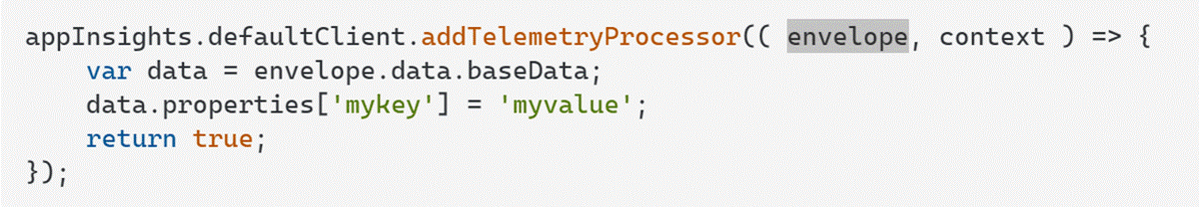 appInsights.defaultClient.addTelemetryProcessor(( envelope, context ) => {
    var data = envelope.data.baseData;
    data.properties['mykey'] = 'myvalue';
    return true;
});